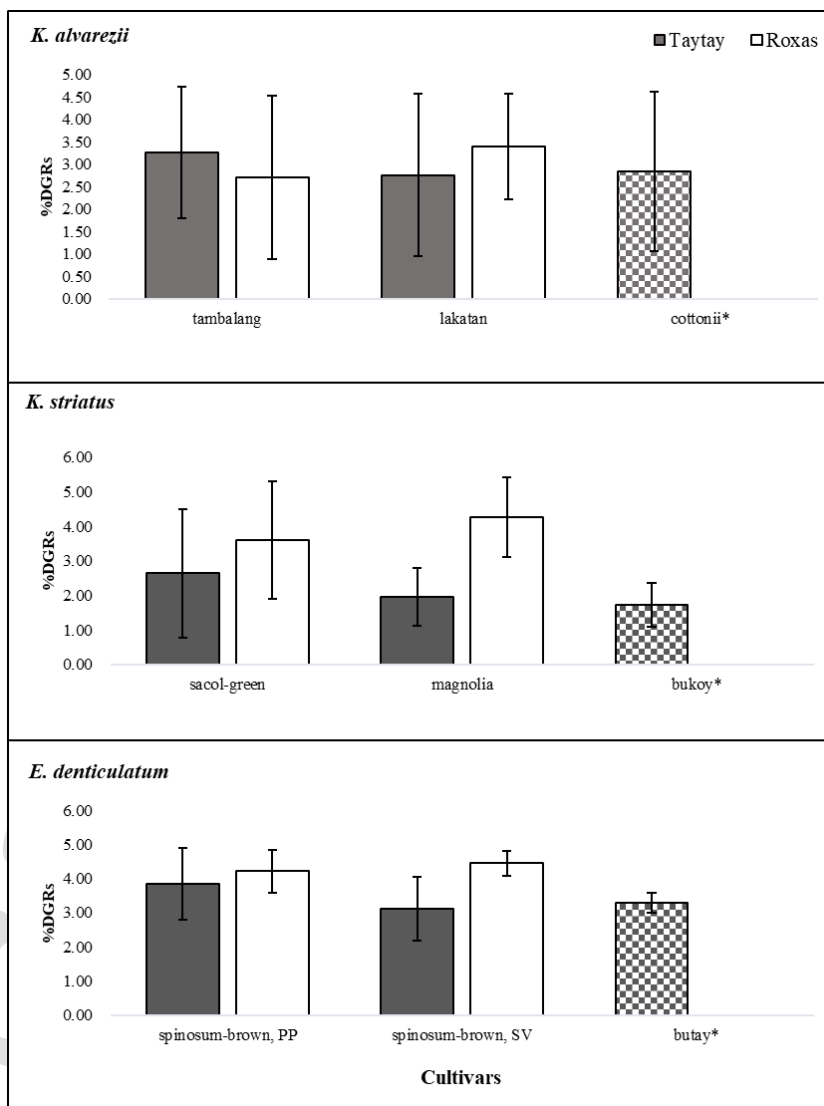 K. alvarezii
Taytay Roxas
5.00
4.50
4.00
3.50
3.00
2.50
2.00
1.50
1.00
0.50
0.00
%DGRs
tambalang lakatan cottonii*
K. striatus
6.00
5.00
4.00
3.00
2.00
1.00
0.00
%DGRs
sacol-green magnolia bukoy*
E. denticulatum
6.00
5.00
4.00
3.00
2.00
1.00
0.00
%DGRs
spinosum-brown, PP spinosum-brown, SV butay*
Cultivars